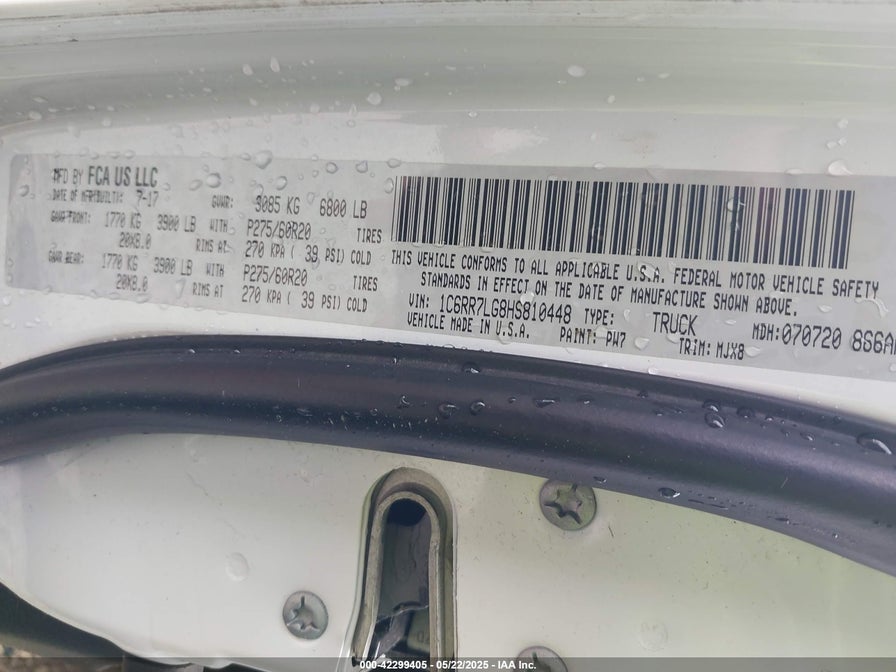 MFD BY FCA US LLC
DATE OF MFR(BUILT): 7-17 GVWR: 3085 KG 6800 LB
GAWR FRONT: 1770 KG 3900 LB WITH P275/60R20 TIRES
20X8.0 RIMS AT 270 KPA ( 39 PSI) COLD
GAWR REAR: 1770 KG 3900 LB WITH P275/60R20 TIRES
20X8.0 RIMS AT 270 KPA ( 39 PSI) COLD
THIS VEHICLE CONFORMS TO ALL APPLICABLE U.S.A. FEDERAL MOTOR VEHICLE SAFETY
STANDARDS IN EFFECT ON THE DATE OF MANUFACTURE SHOWN ABOVE.
VIN: 1C6RR7LG8HS810448 TYPE: TRUCK MDH:070720 8S6A
VEHICLE MADE IN U.S.A. PAINT: PW7 TRIM: MJX8
000-42299405 - 05/22/2025 - IAA Inc.